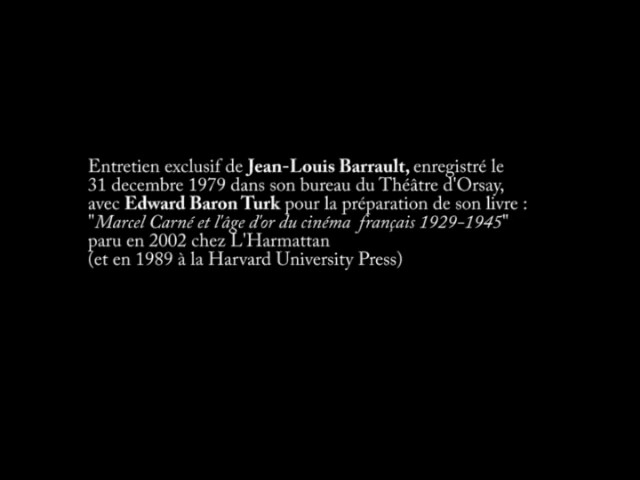 Entretien exclusif de Jean-Louis Barrault, enregistré le
31 decembre 1979 dans son bureau du Théâtre d'Orsay,
avec Edward Baron Turk pour la préparation de son livre :
"Marcel Carné et l'âge d'or du cinéma français 1929-1945"
paru en 2002 chez L'Harmattan
(et en 1989 à la Harvard University Press)